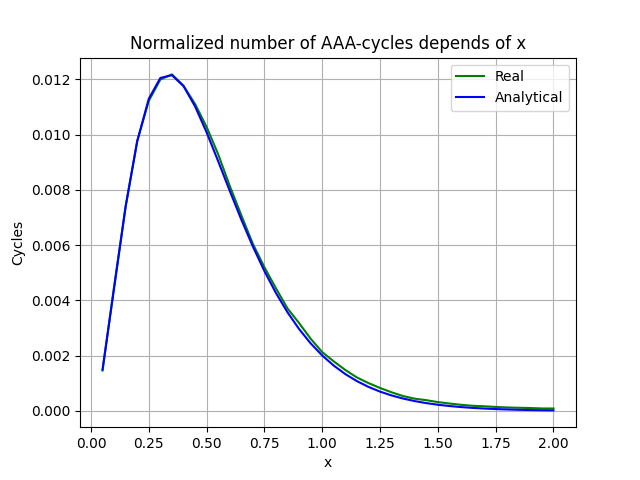 Normalized number of AAA-cycles depends of x
Real
Analytical
0.012
0.010
0.008
0.006
0.004
0.002
0.000
Cycles
0.00 0.25 0.50 0.75 1.00 1.25 1.50 1.75 2.00
x